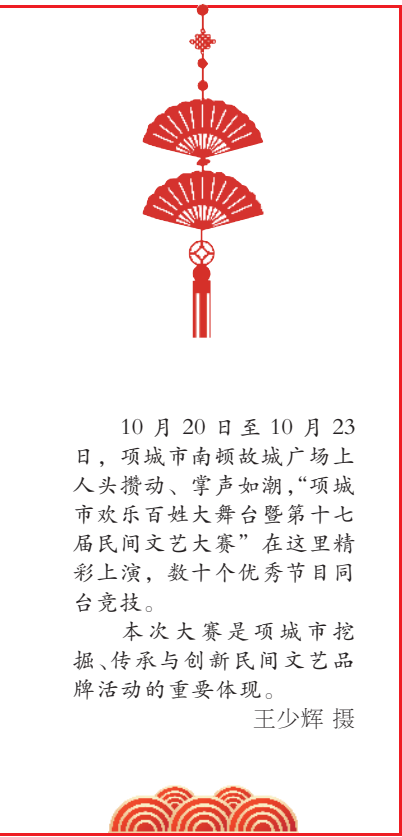 10 月 20 日至 10 月 23
日，项城市南顿故城广场上
人头攒动、掌声如潮，“项城
市欢乐百姓大舞台暨第十七
届民间文艺大赛”在这里精
彩上演，数十个优秀节目同
台竞技。
本次大赛是项城市挖
掘、传承与创新民间文艺品
牌活动的重要体现。
王少辉 摄